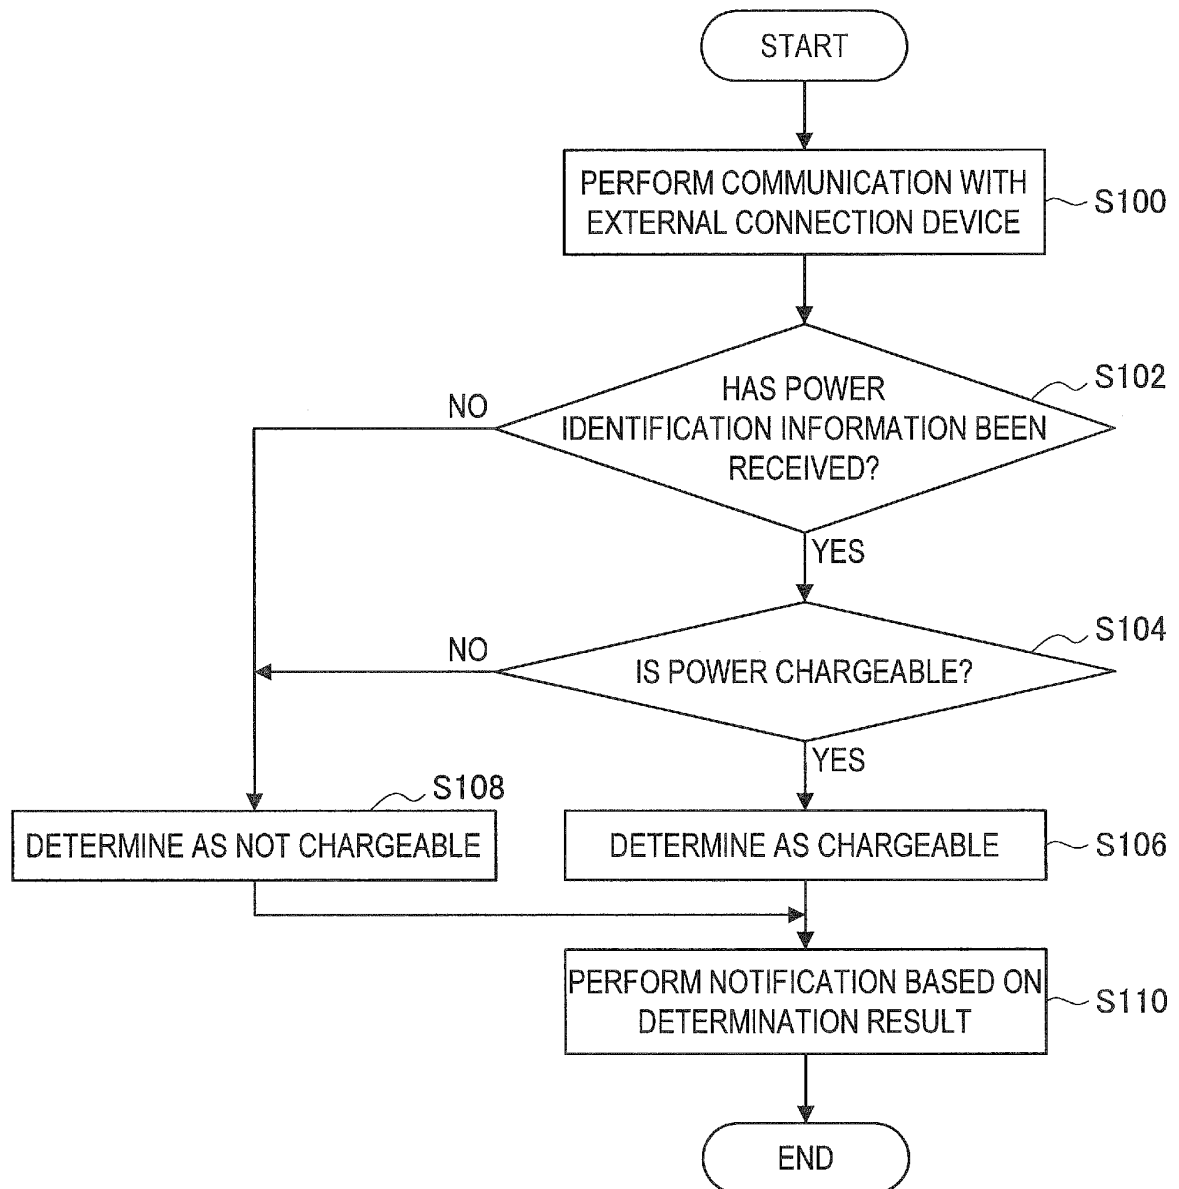 START
PERFORM COMMUNICATION WITH
EXTERNAL CONNECTION DEVICE
S100
HAS POWER
IDENTIFICATION INFORMATION BEEN
RECEIVED?
S102
NO
YES
IS POWER CHARGEABLE?
S104
NO
YES
DETERMINE AS NOT CHARGEABLE
S108
DETERMINE AS CHARGEABLE
S106
PERFORM NOTIFICATION BASED ON
DETERMINATION RESULT
S110
END